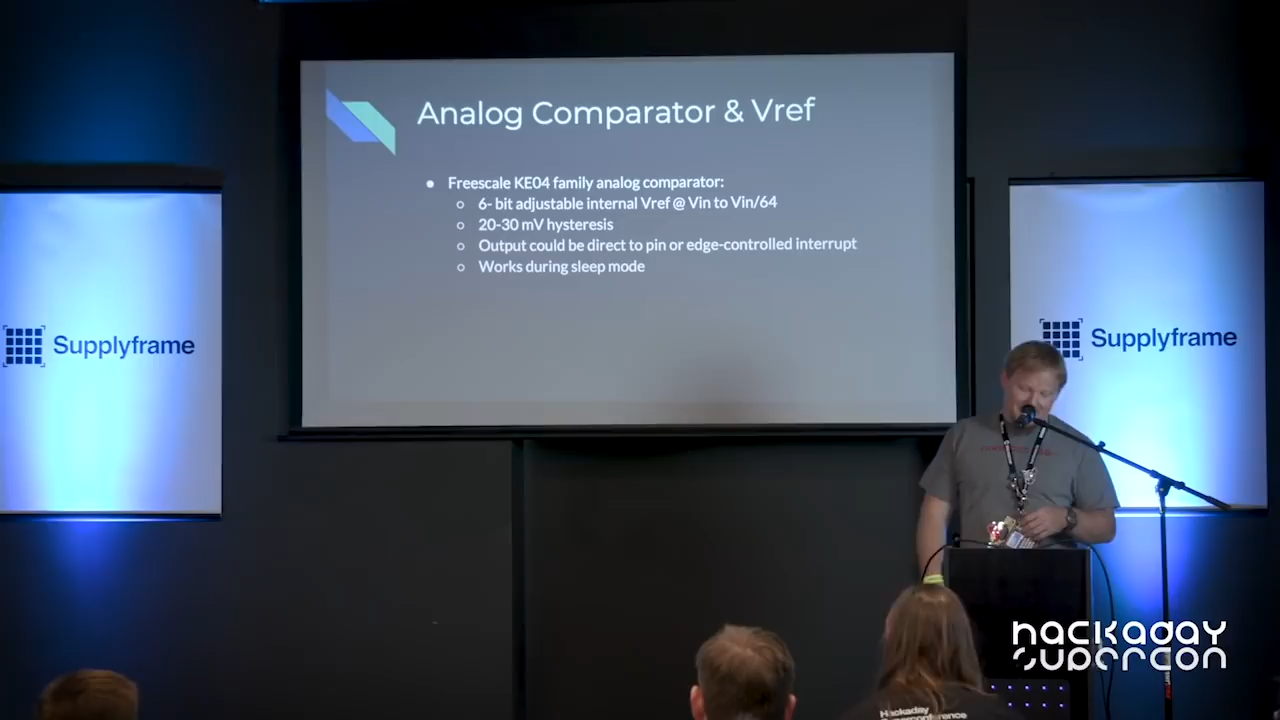 Analog Comparator & Vref
Freescale KE04 family analog comparator:
6- bit adjustable internal Vref @ Vin to Vin/64
20-30 mV hysteresis
Output could be direct to pin or edge-controlled interrupt
Works during sleep mode
Supplyframe
Supplyframe
hackaday
supercon
Hackaday